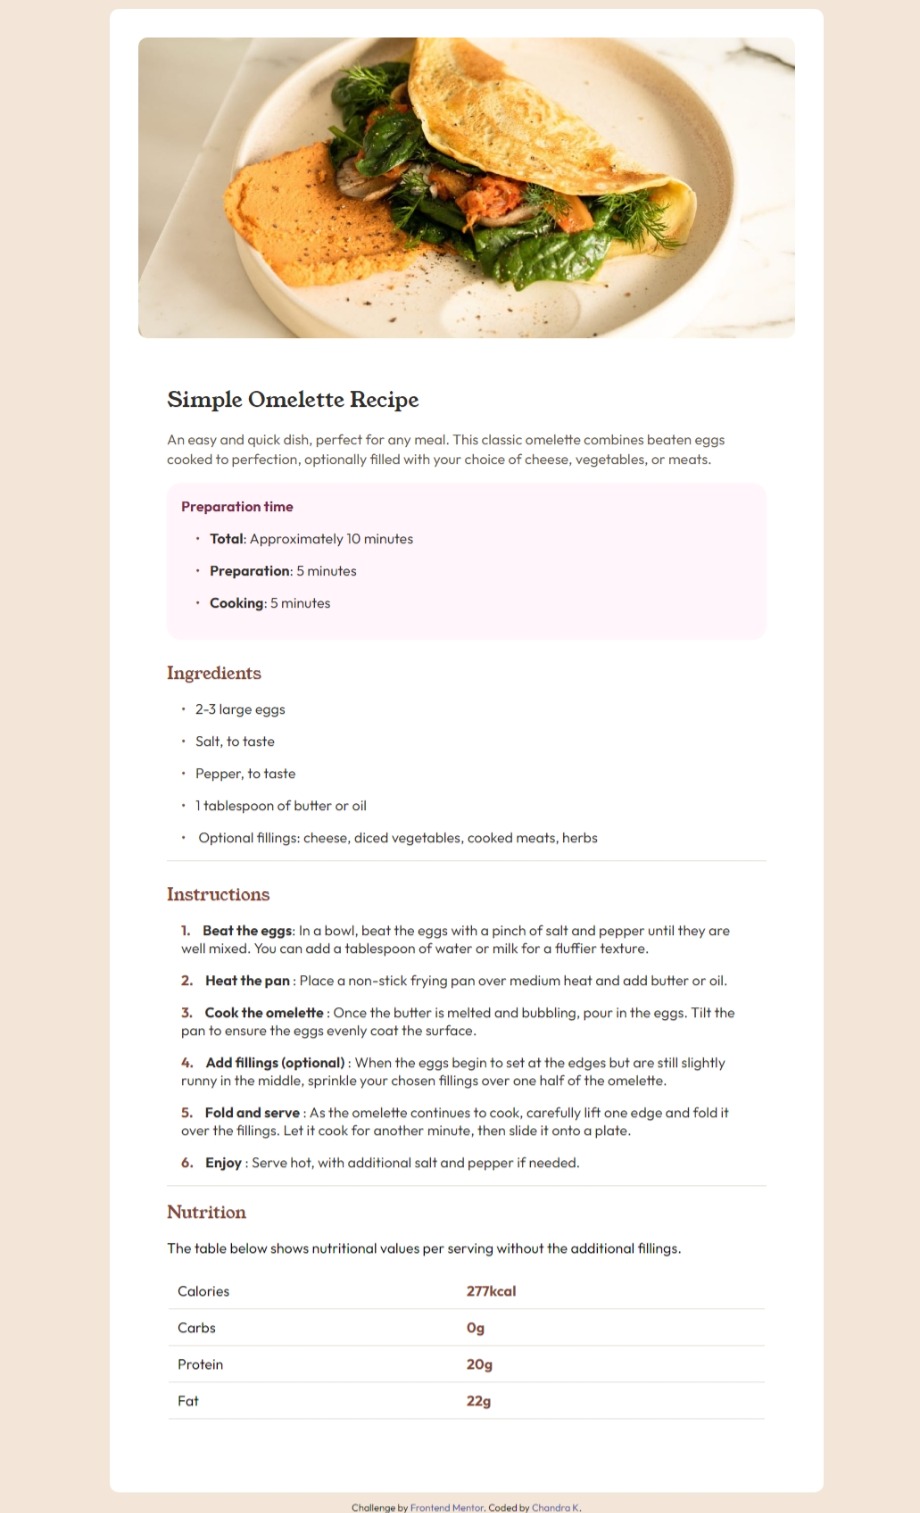 Simple Omelette Recipe
An easy and quick dish, perfect for any meal. This classic omelette combines beaten eggs
cooked to perfection, optionally filled with your choice of cheese, vegetables, or meats.
Preparation time
• Total: Approximately 10 minutes
• Preparation: 5 minutes
• Cooking: 5 minutes
Ingredients
• 2-3 large eggs
• Salt, to taste
• Pepper, to taste
• 1 tablespoon of butter or oil
• Optional fillings: cheese, diced vegetables, cooked meats, herbs
Instructions
1. Beat the eggs: In a bowl, beat the eggs with a pinch of salt and pepper until they are
well mixed. You can add a tablespoon of water or milk for a fluffier texture.
2. Heat the pan : Place a non-stick frying pan over medium heat and add butter or oil.
3. Cook the omelette : Once the butter is melted and bubbling, pour in the eggs. Tilt the
pan to ensure the eggs evenly coat the surface.
4. Add fillings (optional) : When the eggs begin to set at the edges but are still slightly
runny in the middle, sprinkle your chosen fillings over one half of the omelette.
5. Fold and serve : As the omelette continues to cook, carefully lift one edge and fold it
over the fillings. Let it cook for another minute, then slide it onto a plate.
6. Enjoy : Serve hot, with additional salt and pepper if needed.
Nutrition
The table below shows nutritional values per serving without the additional fillings.
Calories 277kcal
Carbs 0g
Protein 20g
Fat 22g
Challenge by Frontend Mentor. Coded by Chandra K.